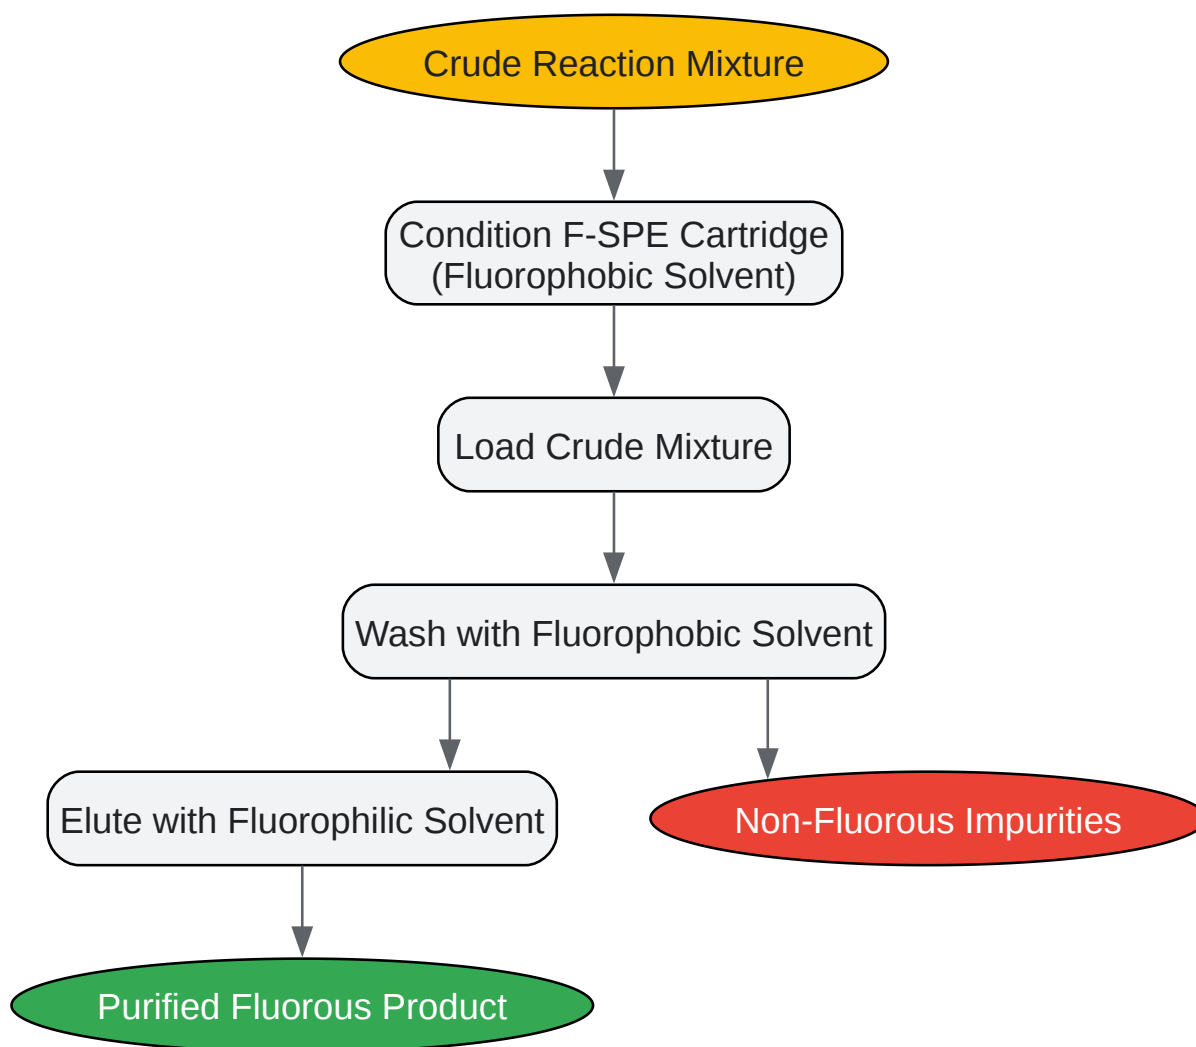 Crude Reaction Mixture
Condition F-SPE Cartridge
(Fluorophobic Solvent)
Load Crude Mixture
Wash with Fluorophobic Solvent
Elute with Fluorophilic Solvent
Non-Fluorous Impurities
Purified Fluorous Product